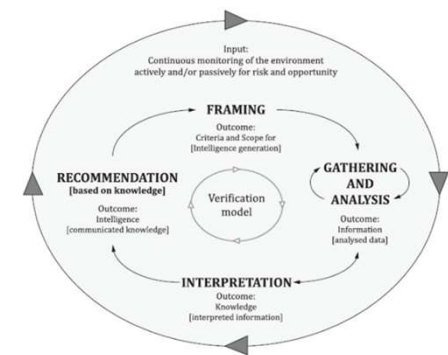 Input:
Continuous monitoring of the environment
actively and/or passively for risk and opportunity
FRAMING
Outcome:
Criteria and Scope for
[Intelligence generation]
GATHERING
AND
ANALYSIS
Outcome:
Information
[analysed data]
RECOMMENDATION
[based on knowledge]
Outcome:
Intelligence
[communicated knowledge]
Verification
model
INTERPRETATION
Outcome:
Knowledge
[interpreted information]